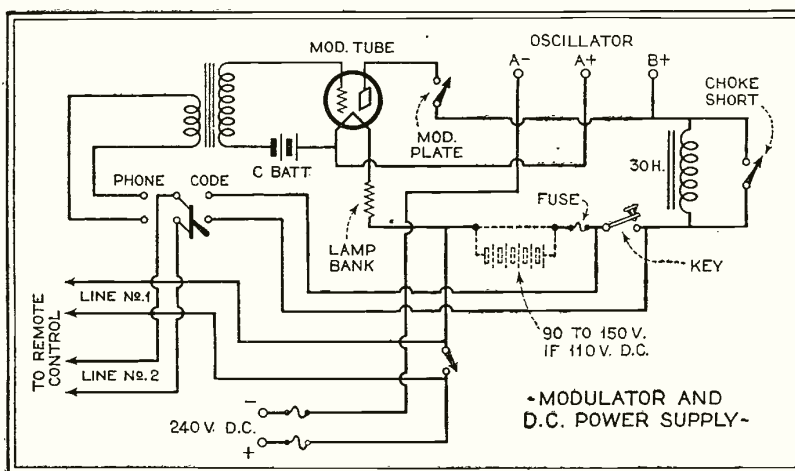 MOD. TUBE
OSCILLATOR
A-
A+
B+
CHOKE
SHORT
MOD.
PLATE
C BATT.
30H.
PHONE
CODE
FUSE
LAMP
BANK
KEY
LINE No.1
TO REMOTE
CONTROL
LINE No.2
90 TO 150 V.
IF 110 V. D.C.
-
240 V. D.C.
+
-MODULATOR AND
D.C. POWER SUPPLY-